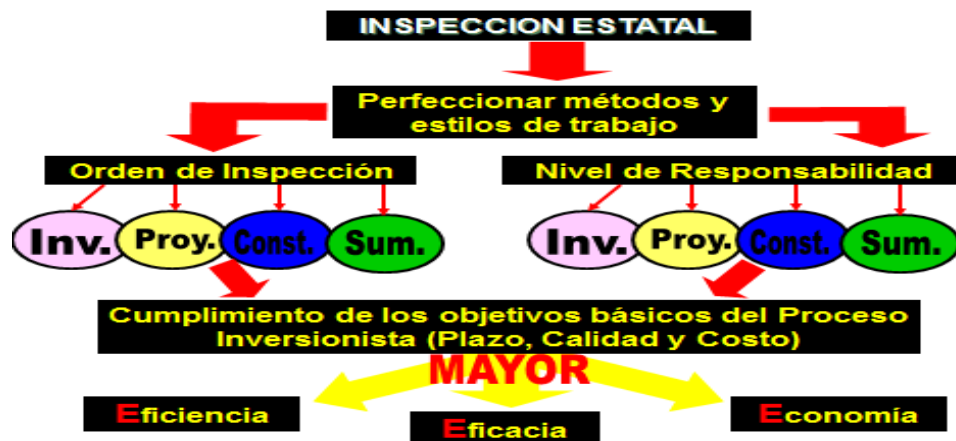 INSPECCION ESTATAL
Perfeccionar métodos y
estilos de trabajo
Orden de Inspección
Nivel de Responsabilidad
Inv. Proy. Const. Sum.
Inv. Proy. Const. Sum.
Cumplimiento de los objetivos básicos del Proceso
Inversionista (Plazo, Calidad y Costo)
MAYOR
Eficiencia
Eficacia
Economía